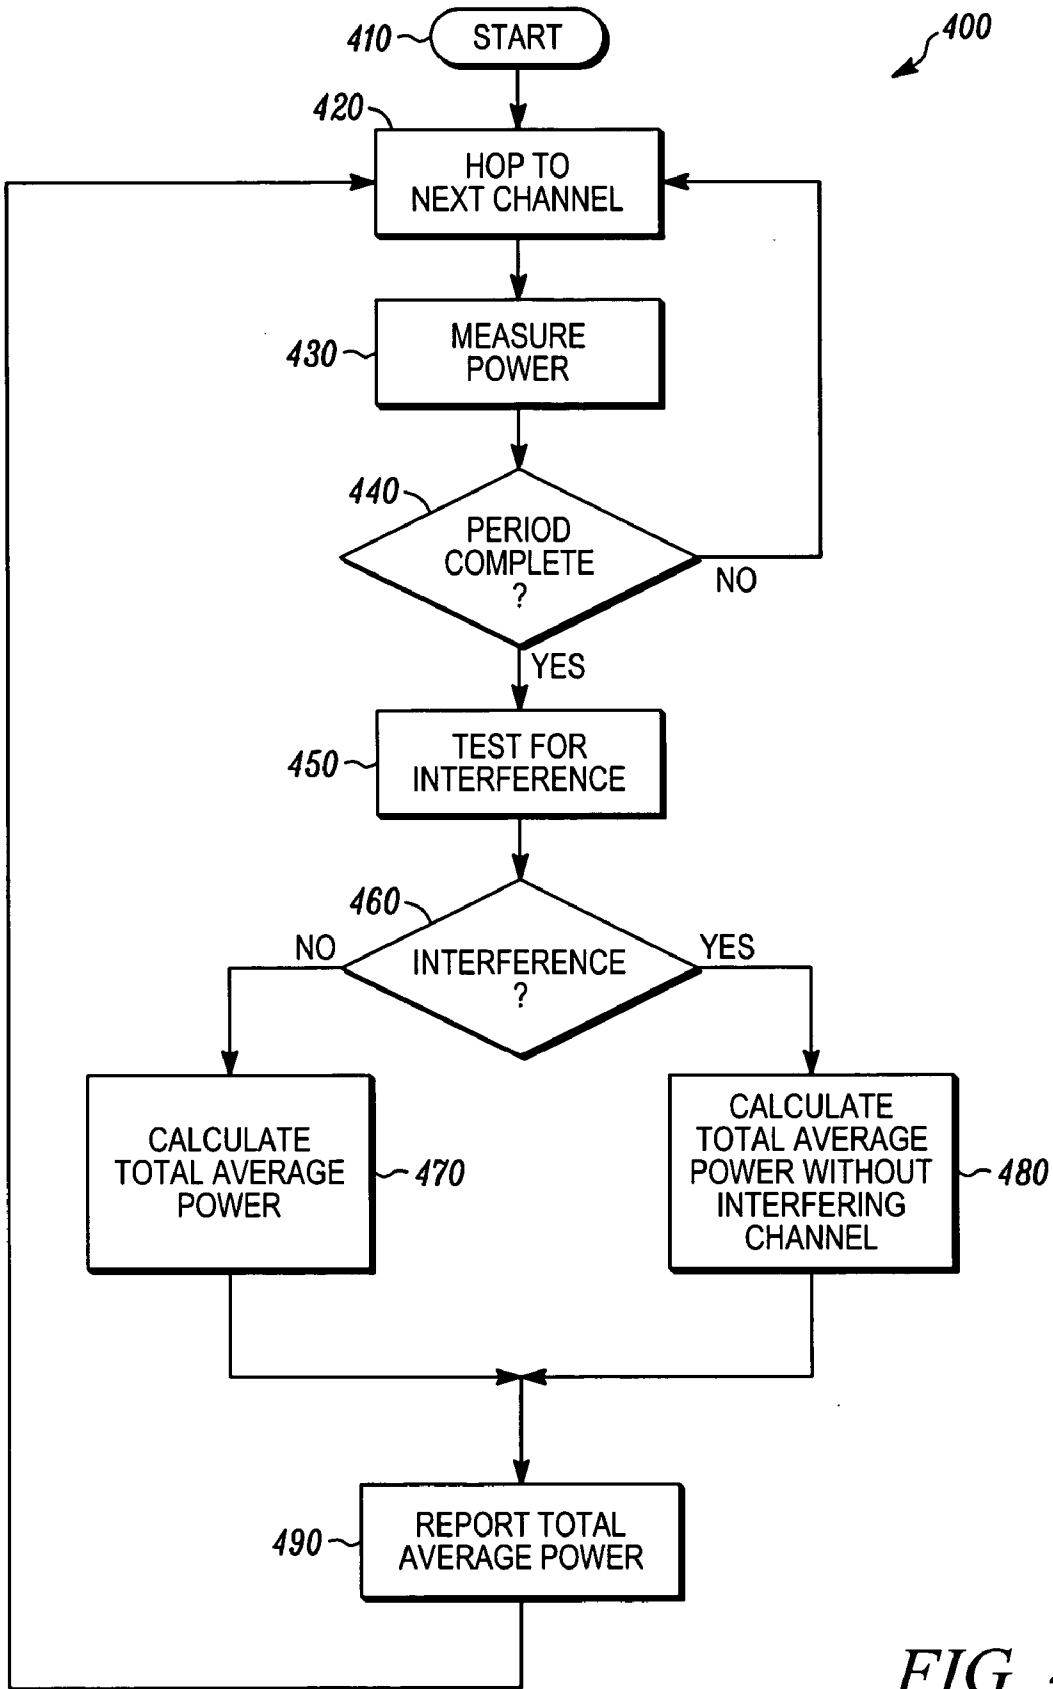 START
410
400
420
HOP TO
NEXT CHANNEL
430
MEASURE
POWER
440
PERIOD
COMPLETE
?
NO
YES
450
TEST FOR
INTERFERENCE
460
NO
INTERFERENCE
?
YES
CALCULATE
TOTAL AVERAGE
POWER
470
CALCULATE
TOTAL AVERAGE
POWER WITHOUT
INTERFERING
CHANNEL
480
490
REPORT TOTAL
AVERAGE POWER
FIG.